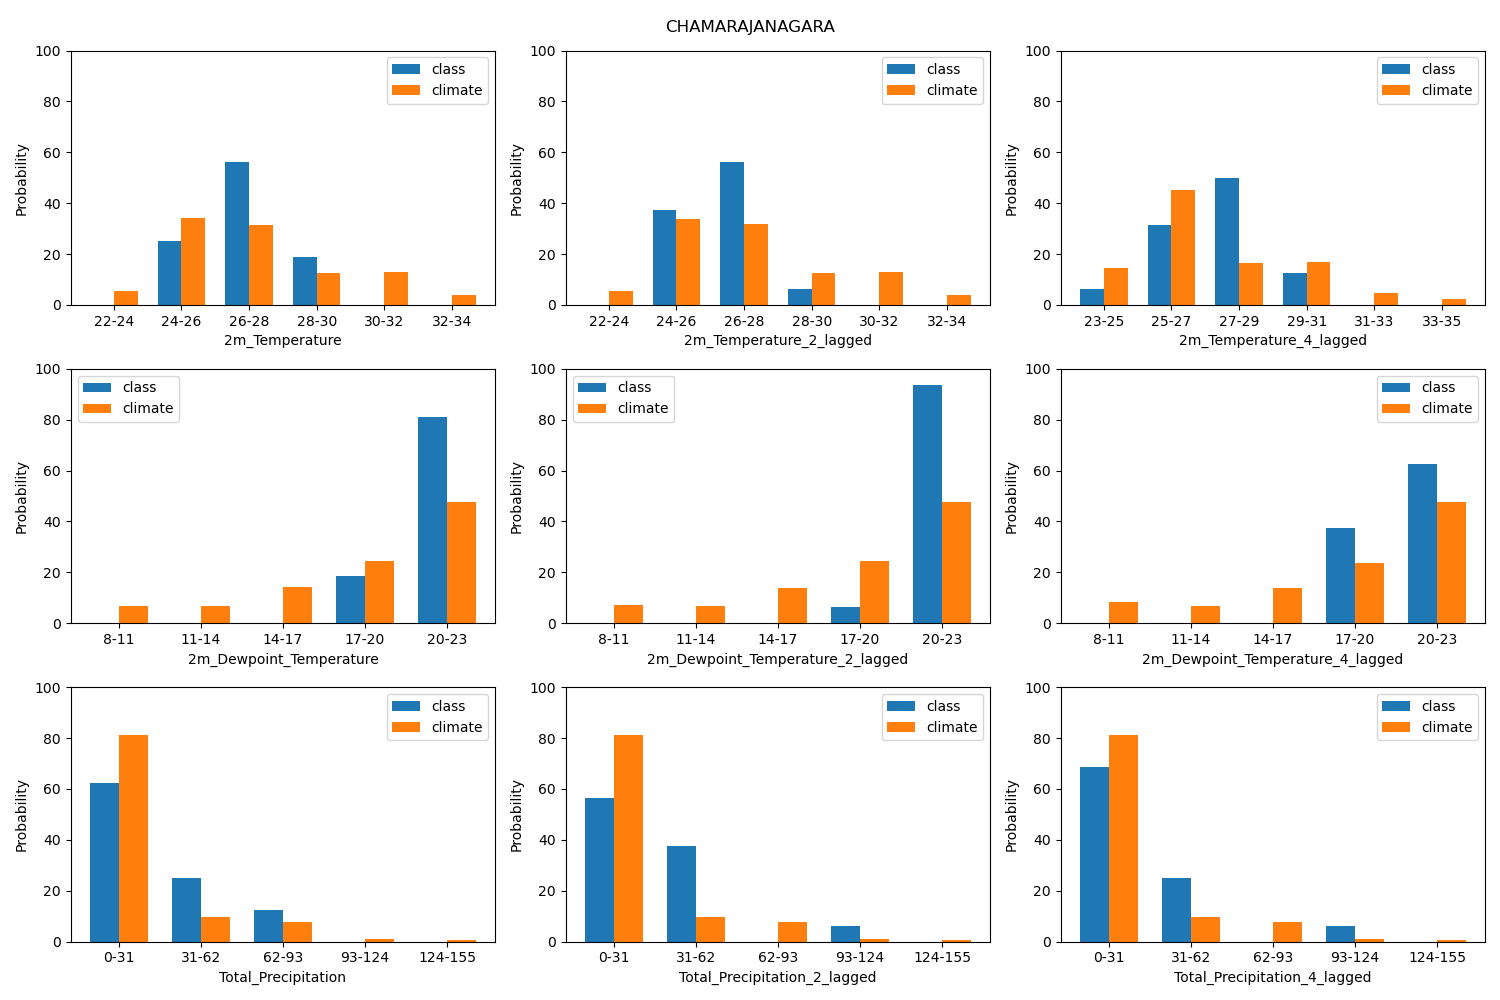 CHAMARAJANAGARA
100
80
60
40
20
0
Probability
class
climate
22-24 24-26 26-28 28-30 30-32 32-34
2m_Temperature
100
80
60
40
20
0
Probability
class
climate
22-24 24-26 26-28 28-30 30-32 32-34
2m_Temperature_2_lagged
100
80
60
40
20
0
Probability
class
climate
23-25 25-27 27-29 29-31 31-33 33-35
2m_Temperature_4_lagged
100
80
60
40
20
0
Probability
class
climate
8-11 11-14 14-17 17-20 20-23
2m_Dewpoint_Temperature
100
80
60
40
20
0
Probability
class
climate
8-11 11-14 14-17 17-20 20-23
2m_Dewpoint_Temperature_2_lagged
100
80
60
40
20
0
Probability
class
climate
8-11 11-14 14-17 17-20 20-23
2m_Dewpoint_Temperature_4_lagged
100
80
60
40
20
0
Probability
class
climate
0-31 31-62 62-93 93-124 124-155
Total_Precipitation
100
80
60
40
20
0
Probability
class
climate
0-31 31-62 62-93 93-124 124-155
Total_Precipitation_2_lagged
100
80
60
40
20
0
Probability
class
climate
0-31 31-62 62-93 93-124 124-155
Total_Precipitation_4_lagged